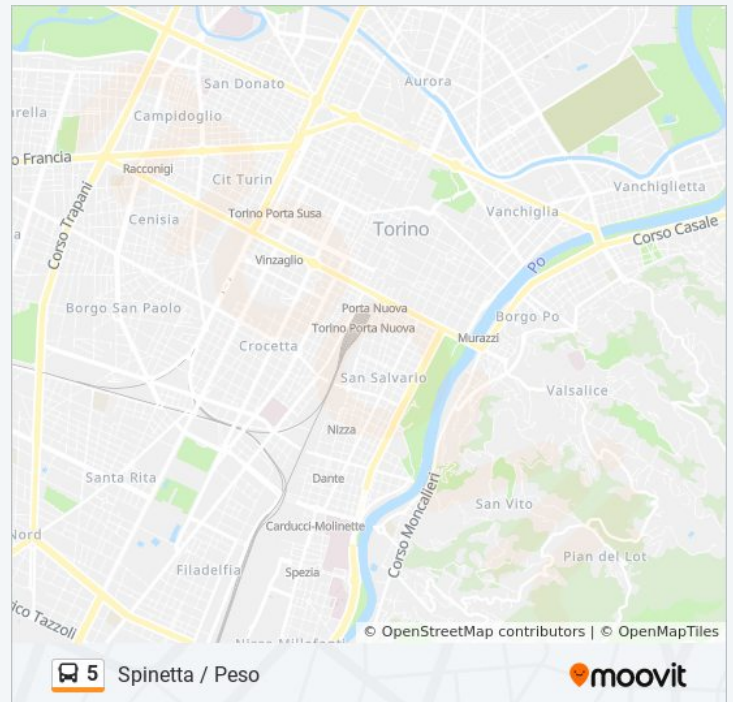 San Donato
Aurora
Campidoglio
Francia
Racconigi
Cit Turin
Vanchiglietta
Corso Trapani
Cenisia
Torino Porta Susa
Vanchiglia
Torino
Corso Casale
Vinzaglio
Po
Borgo San Paolo
Porta Nuova
Torino Porta Nuova
Borgo Po
Murazzi
Crocetta
San Salvario
Valsalice
Nizza
Santa Rita
Dante
Corso Moncalieri
San Vito
Carducci-Molinette
Nord
Pian del Lot
Filadelfia
Spezia
Tazzoli
© OpenStreetMap contributors | © OpenMapTiles
5 Spinetta / Peso
moovit